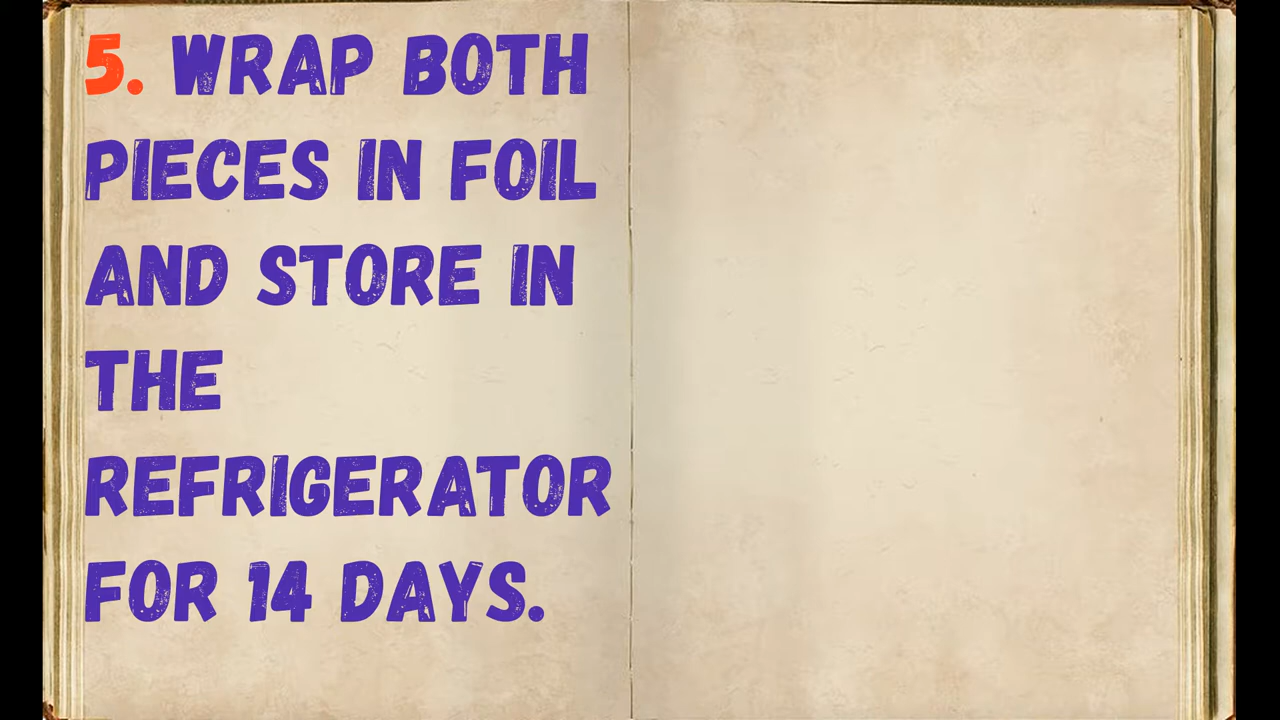 5. WRAP BOTH
PIECES IN FOIL
AND STORE IN
THE
REFRIGERATOR
FOR 14 DAYS.